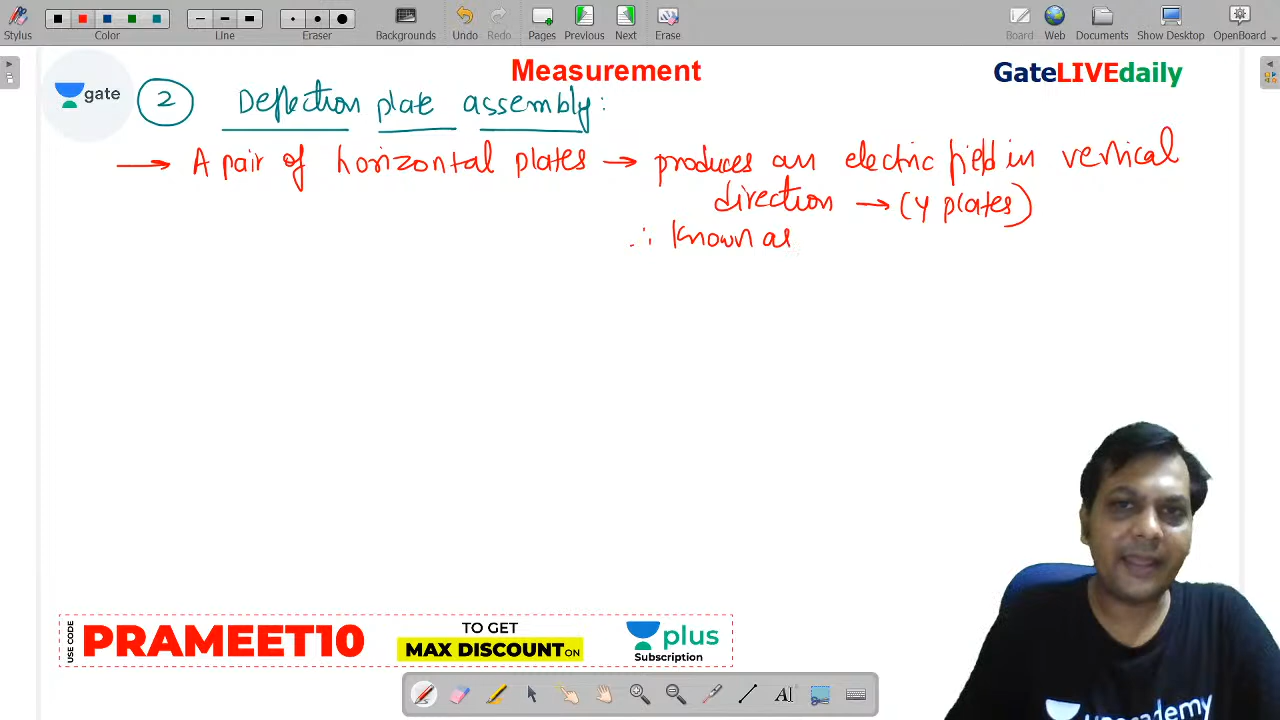 Stylus
Color
Line
Eraser
Backgrounds
Undo
Redo
Pages
Previous
Next
Erase
Board
Web
Documents
Show Desktop
OpenBoard
gate
Measurement
GateLIVEdaily
2 Deflection plate assembly:
→ A pair of horizontal plates → produces an electric field in vertical
direction → (Y plates)
∴ Known as
USE CODE
PRAMEET10
TO GET
MAX DISCOUNT ON
plus
Subscription
AI